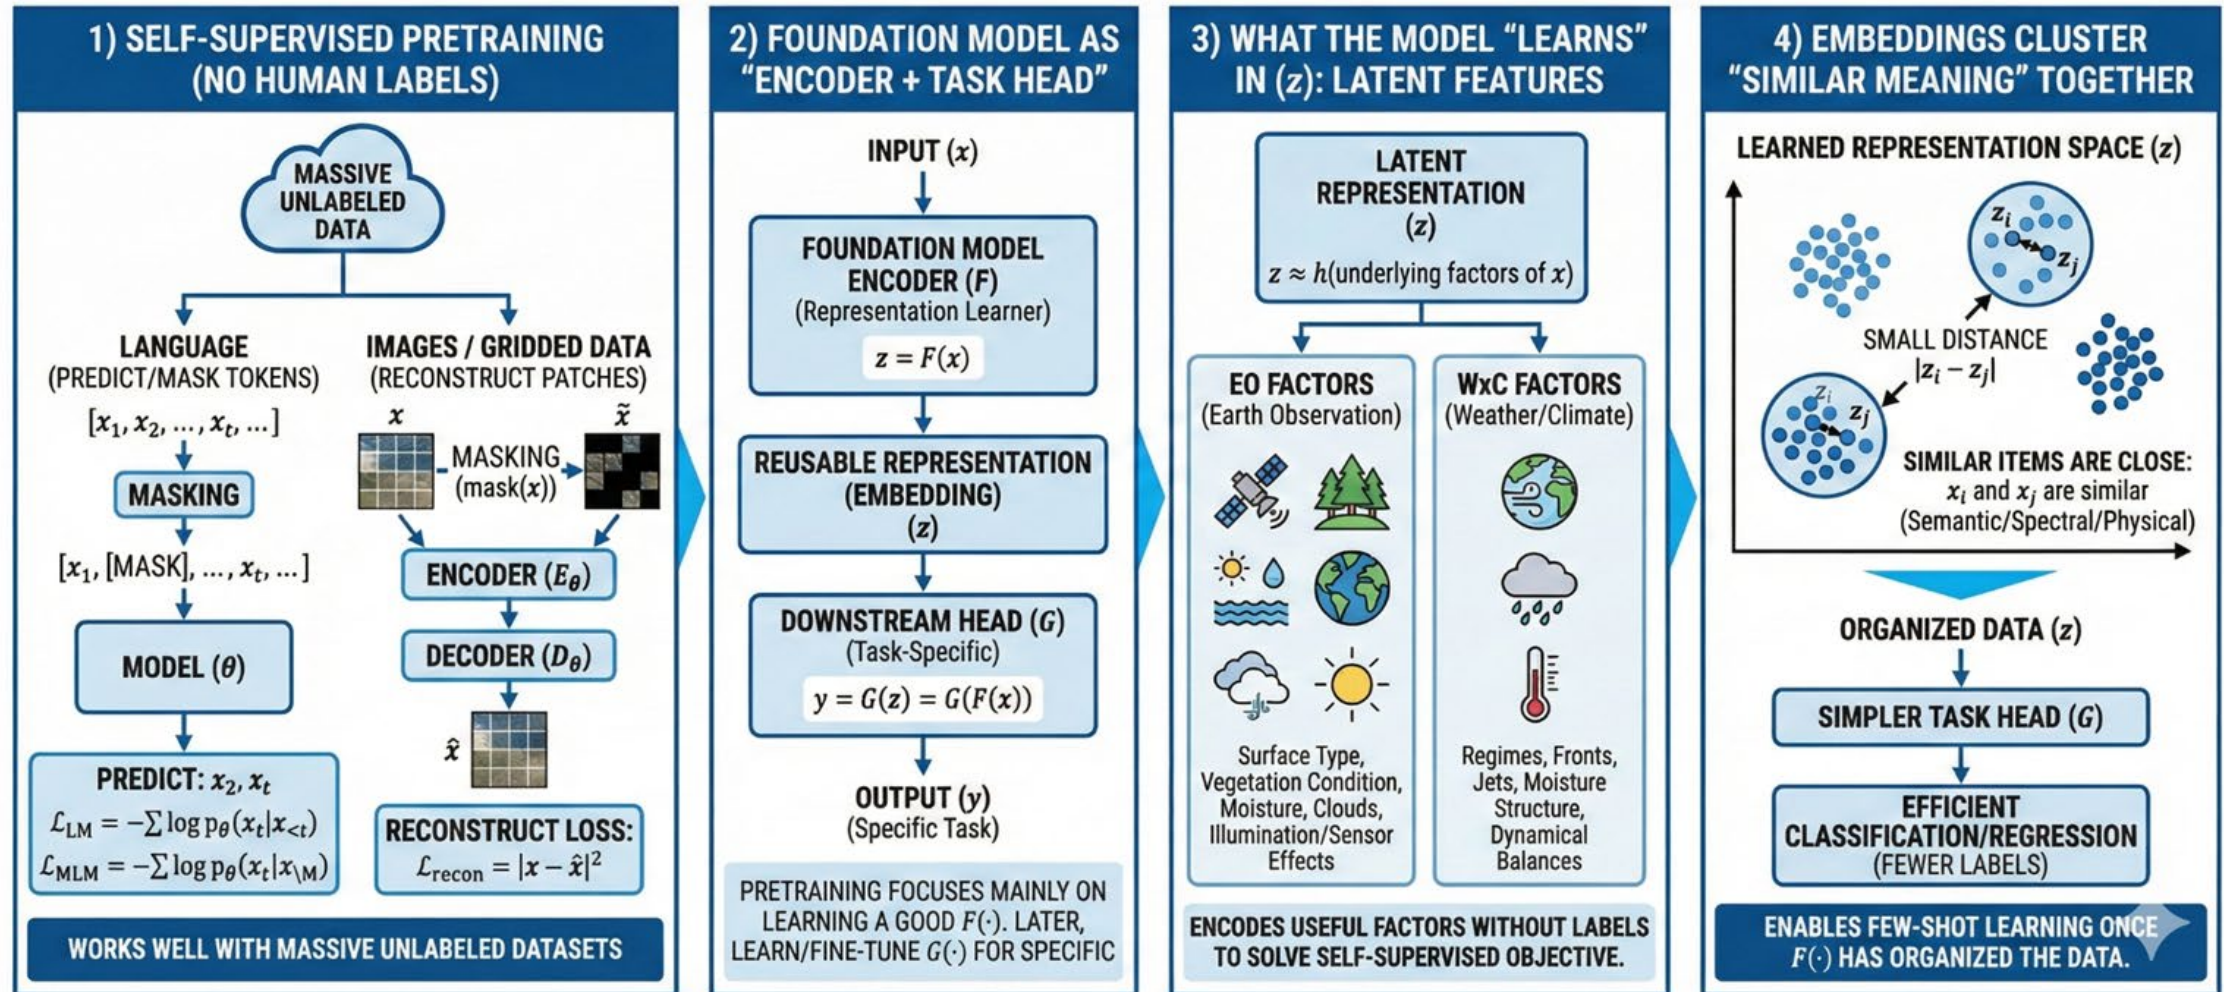 1) SELF-SUPERVISED PRETRAINING
(NO HUMAN LABELS)
MASSIVE
UNLABELED
DATA
LANGUAGE
(PREDICT/MASK TOKENS)
[x₁, x₂, ..., xₜ, ...]
MASKING
[x₁, [MASK], ..., xₜ, ...]
MODEL (θ)
PREDICT: x₂, xₜ
ℒ_LM = −∑ log p_θ(xₜ|x_{<t})
ℒ_MLM = −∑ log p_θ(xₜ|x_{\M})
IMAGES / GRIDDED DATA
(RECONSTRUCT PATCHES)
x
x̃
MASKING
(mask(x))
ENCODER (E_θ)
DECODER (D_θ)
x̂
RECONSTRUCT LOSS:
ℒ_recon = |x − x̂|²
WORKS WELL WITH MASSIVE UNLABELED DATASETS
2) FOUNDATION MODEL AS
“ENCODER + TASK HEAD”
INPUT (x)
FOUNDATION MODEL
ENCODER (F)
(Representation Learner)
z = F(x)
REUSABLE REPRESENTATION
(EMBEDDING)
(z)
DOWNSTREAM HEAD (G)
(Task-Specific)
y = G(z) = G(F(x))
OUTPUT (y)
(Specific Task)
PRETRAINING FOCUSES MAINLY ON
LEARNING A GOOD F(·). LATER,
LEARN/FINE-TUNE G(·) FOR SPECIFIC
3) WHAT THE MODEL “LEARNS”
IN (z): LATENT FEATURES
LATENT
REPRESENTATION
(z)
z ≈ h(underlying factors of x)
EO FACTORS
(Earth Observation)
Surface Type,
Vegetation Condition,
Moisture, Clouds,
Illumination/Sensor
Effects
WxC FACTORS
(Weather/Climate)
Regimes, Fronts,
Jets, Moisture
Structure,
Dynamical
Balances
ENCODES USEFUL FACTORS WITHOUT LABELS
TO SOLVE SELF-SUPERVISED OBJECTIVE.
4) EMBEDDINGS CLUSTER
“SIMILAR MEANING” TOGETHER
LEARNED REPRESENTATION SPACE (z)
zᵢ
zⱼ
SMALL DISTANCE
|zᵢ − zⱼ|
zᵢ
zⱼ
SIMILAR ITEMS ARE CLOSE:
xᵢ and xⱼ are similar
(Semantic/Spectral/Physical)
ORGANIZED DATA (z)
SIMPLER TASK HEAD (G)
EFFICIENT
CLASSIFICATION/REGRESSION
(FEWER LABELS)
ENABLES FEW-SHOT LEARNING ONCE
F(·) HAS ORGANIZED THE DATA.